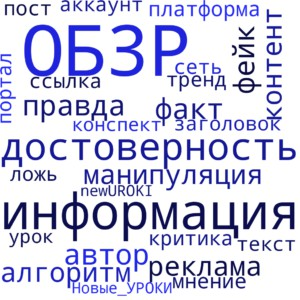 пост аккаунт платформа
ОБЗР
сеть
фейк
контент
портал
ссылка тренд
правда факт
конспект заголовок
достоверность
ложь манипуляция
newUROKI
информация
урок критика текст
автор
алгоритм реклама
Новые_УРОКИ мнение